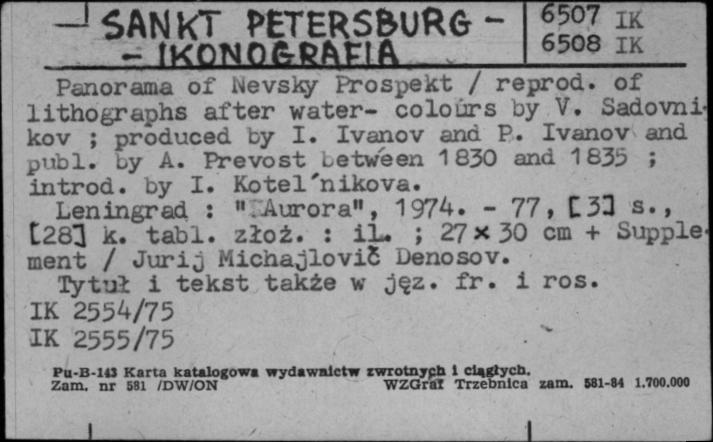 SANKT PETERSBURG -
- IKONOGRAFIA
6507 IK
6508 IK
Panorama of Nevsky Prospekt / reprod. of
lithographs after water- colours by V. Sadovni-
kov ; produced by I. Ivanov and P. Ivanov and
publ. by A. Prevost between 1830 and 1835 ;
introd. by I. Kotel'nikova.
Leningrad : "Aurora", 1974. - 77, [3] s.,
[28] k. tabl. złoż. : il. ; 27 x 30 cm + Supple-
ment / Jurij Michajlovič Denosov.
Tytuł i tekst także w jęz. fr. i ros.
IK 2554/75
IK 2555/75
Pu-B-143 Karta katalogowa wydawnictw zwrotnych i ciągłych.
Zam. nr 581 /DW/ON WZGraf Trzebnica zam. 581-84 1.700.000